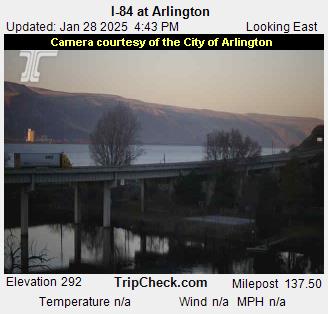 I-84 at Arlington
Updated: Jan 28 2025 4:43 PM Looking East
Camera courtesy of the City of Arlington
Elevation 292 TripCheck.com Milepost 137.50
Temperature n/a Wind n/a MPH n/a